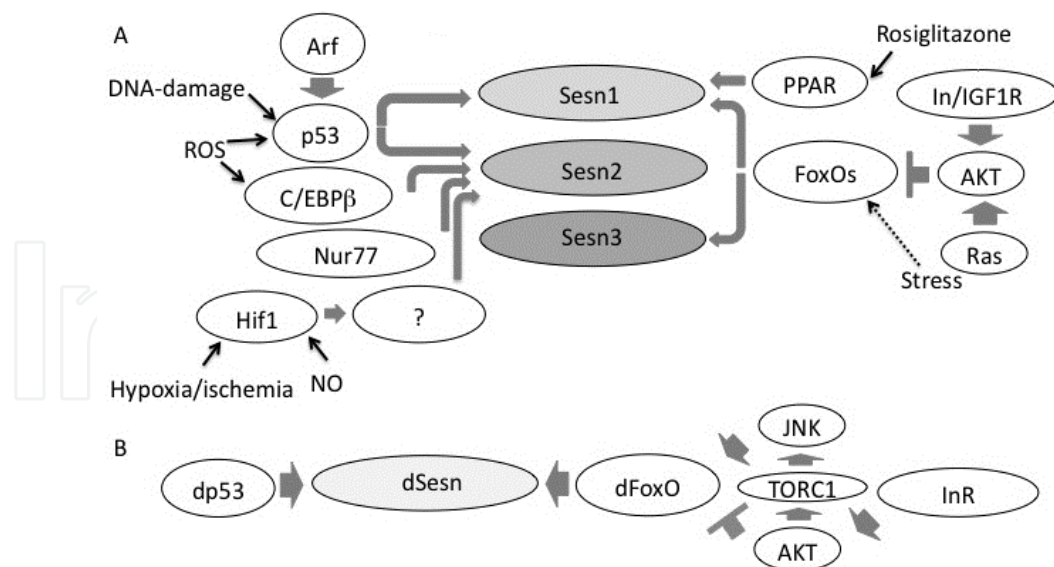 A
Arf
Rosiglitazone
DNA-damage
Sesn1
PPAR
In/IGF1R
p53
ROS
Sesn2
FoxOs
AKT
C/EBPβ
Sesn3
Nur77
Ras
Stress
Hif1
?
Hypoxia/ischemia
NO
JNK
B
dp53
dSesn
dFoxO
TORC1
InR
AKT